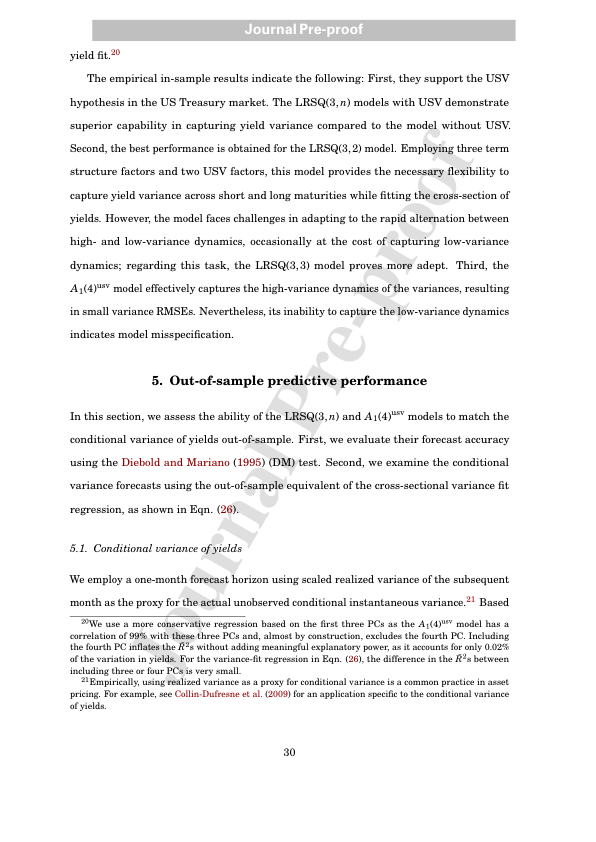 Journal Pre-proof
yield fit.20
The empirical in-sample results indicate the following: First, they support the USV
hypothesis in the US Treasury market. The LRSQ(3,n) models with USV demonstrate
superior capability in capturing yield variance compared to the model without USV.
Second, the best performance is obtained for the LRSQ(3,2) model. Employing three term
structure factors and two USV factors, this model provides the necessary flexibility to
capture yield variance across short and long maturities while fitting the cross-section of
yields. However, the model faces challenges in adapting to the rapid alternation between
high- and low-variance dynamics, occasionally at the cost of capturing low-variance
dynamics; regarding this task, the LRSQ(3,3) model proves more adept. Third, the
A1(4)usv model effectively captures the high-variance dynamics of the variances, resulting
in small variance RMSEs. Nevertheless, its inability to capture the low-variance dynamics
indicates model misspecification.
5. Out-of-sample predictive performance
In this section, we assess the ability of the LRSQ(3,n) and A1(4)usv models to match the
conditional variance of yields out-of-sample. First, we evaluate their forecast accuracy
using the Diebold and Mariano (1995) (DM) test. Second, we examine the conditional
variance forecasts using the out-of-sample equivalent of the cross-sectional variance fit
regression, as shown in Eqn. (26).
5.1. Conditional variance of yields
We employ a one-month forecast horizon using scaled realized variance of the subsequent
month as the proxy for the actual unobserved conditional instantaneous variance.21 Based
20We use a more conservative regression based on the first three PCs as the A1(4)usv model has a
correlation of 99% with these three PCs and, almost by construction, excludes the fourth PC. Including
the fourth PC inflates the R̄2s without adding meaningful explanatory power, as it accounts for only 0.02%
of the variation in yields. For the variance-fit regression in Eqn. (26), the difference in the R̄2s between
including three or four PCs is very small.
21Empirically, using realized variance as a proxy for conditional variance is a common practice in asset
pricing. For example, see Collin-Dufresne et al. (2009) for an application specific to the conditional variance
of yields.
30
Journal Pre-proof